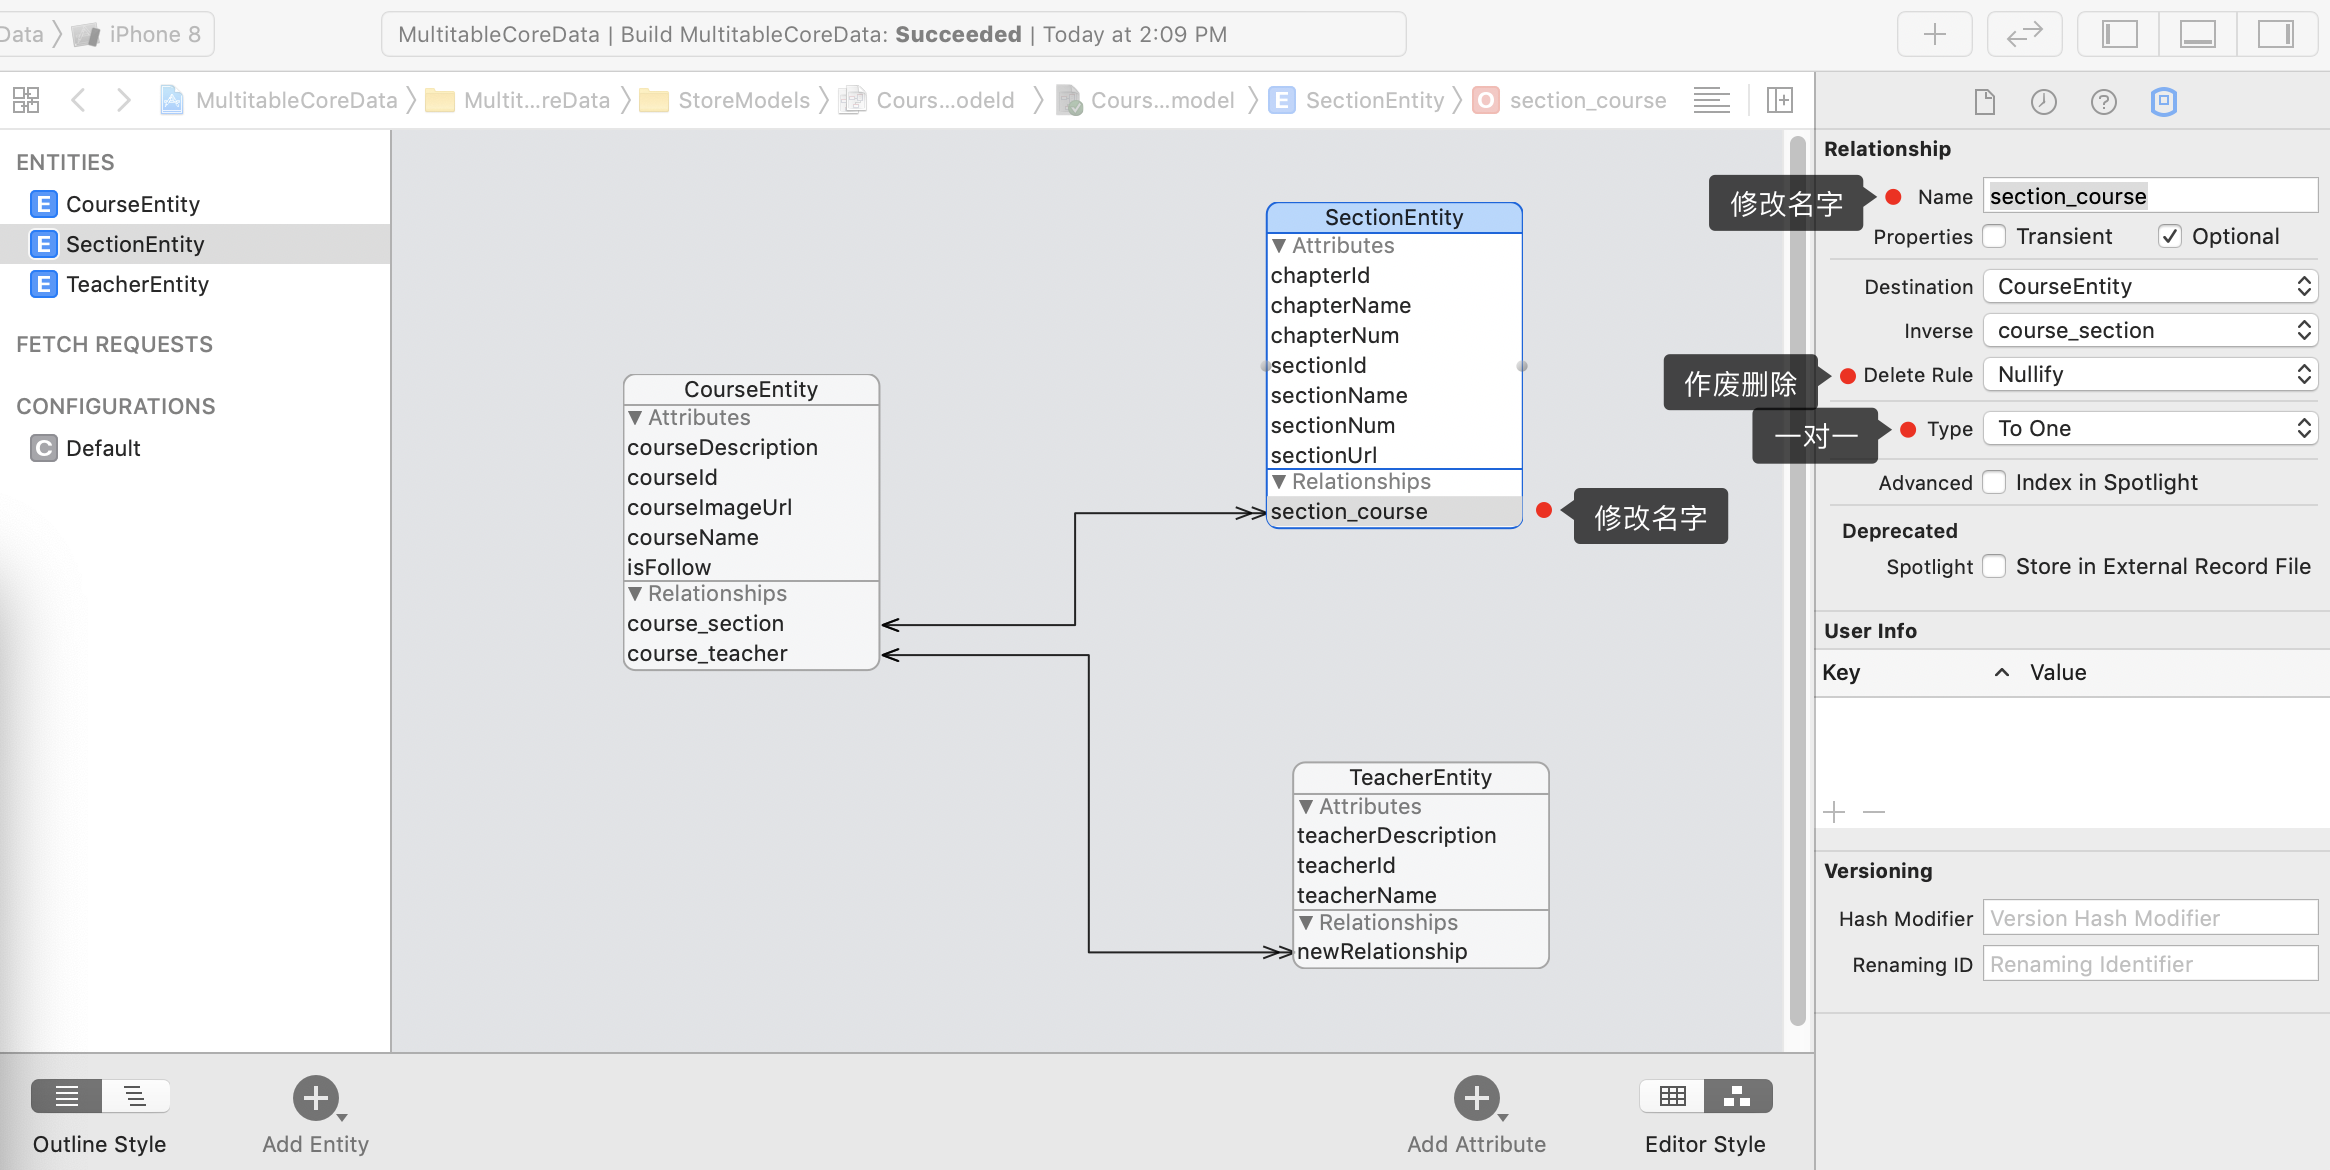 Data 〉 iPhone 8
MultitableCoreData | Build MultitableCoreData: Succeeded | Today at 2:09 PM
MultitableCoreData 〉 Multit...reData 〉 StoreModels 〉 Cours...odeld 〉 Cours...model 〉 E SectionEntity 〉 O section_course
ENTITIES
E CourseEntity
E SectionEntity
E TeacherEntity
FETCH REQUESTS
CONFIGURATIONS
C Default
CourseEntity
Attributes
courseDescription
courseId
courseImageUrl
courseName
isFollow
Relationships
course_section
course_teacher
SectionEntity
Attributes
chapterId
chapterName
chapterNum
sectionId
sectionName
sectionNum
sectionUrl
Relationships
section_course
修改名字
TeacherEntity
Attributes
teacherDescription
teacherId
teacherName
Relationships
newRelationship
Relationship
修改名字
Name section_course
Properties Transient Optional
Destination CourseEntity
Inverse course_section
作废删除
Delete Rule Nullify
一对一
Type To One
Advanced Index in Spotlight
Deprecated
Spotlight Store in External Record File
User Info
Key Value
Versioning
Hash Modifier Version Hash Modifier
Renaming ID Renaming Identifier
Outline Style
Add Entity
Add Attribute
Editor Style